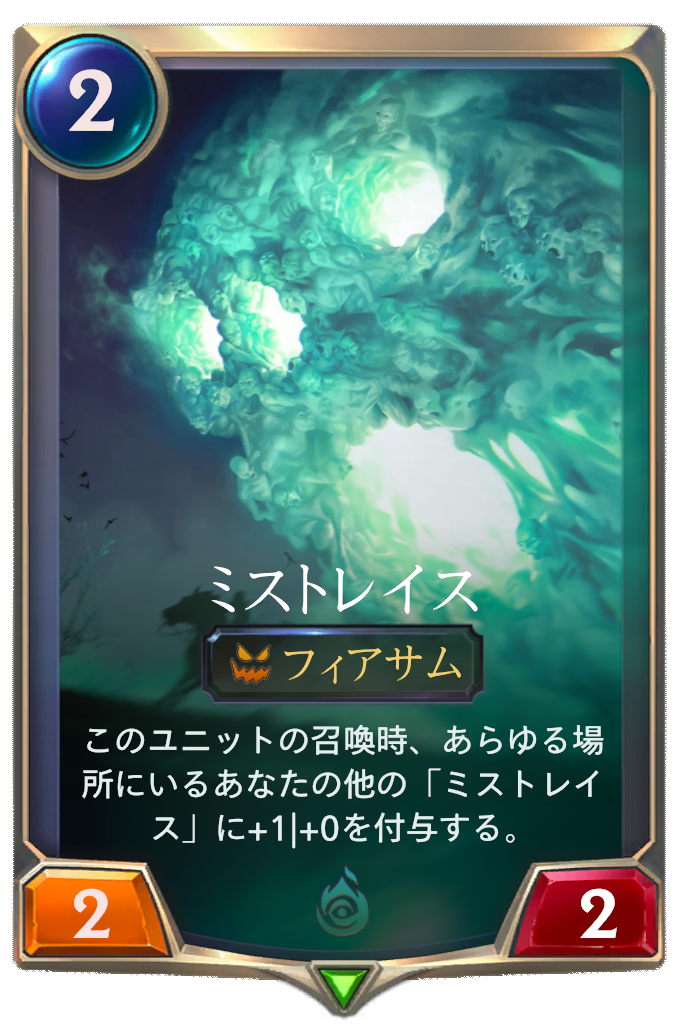 2
ミストレイス
フィアサム
このユニットの召喚時、あらゆる場
所にいるあなたの他の「ミストレイ
ス」に+1|+0を付与する。
2
2